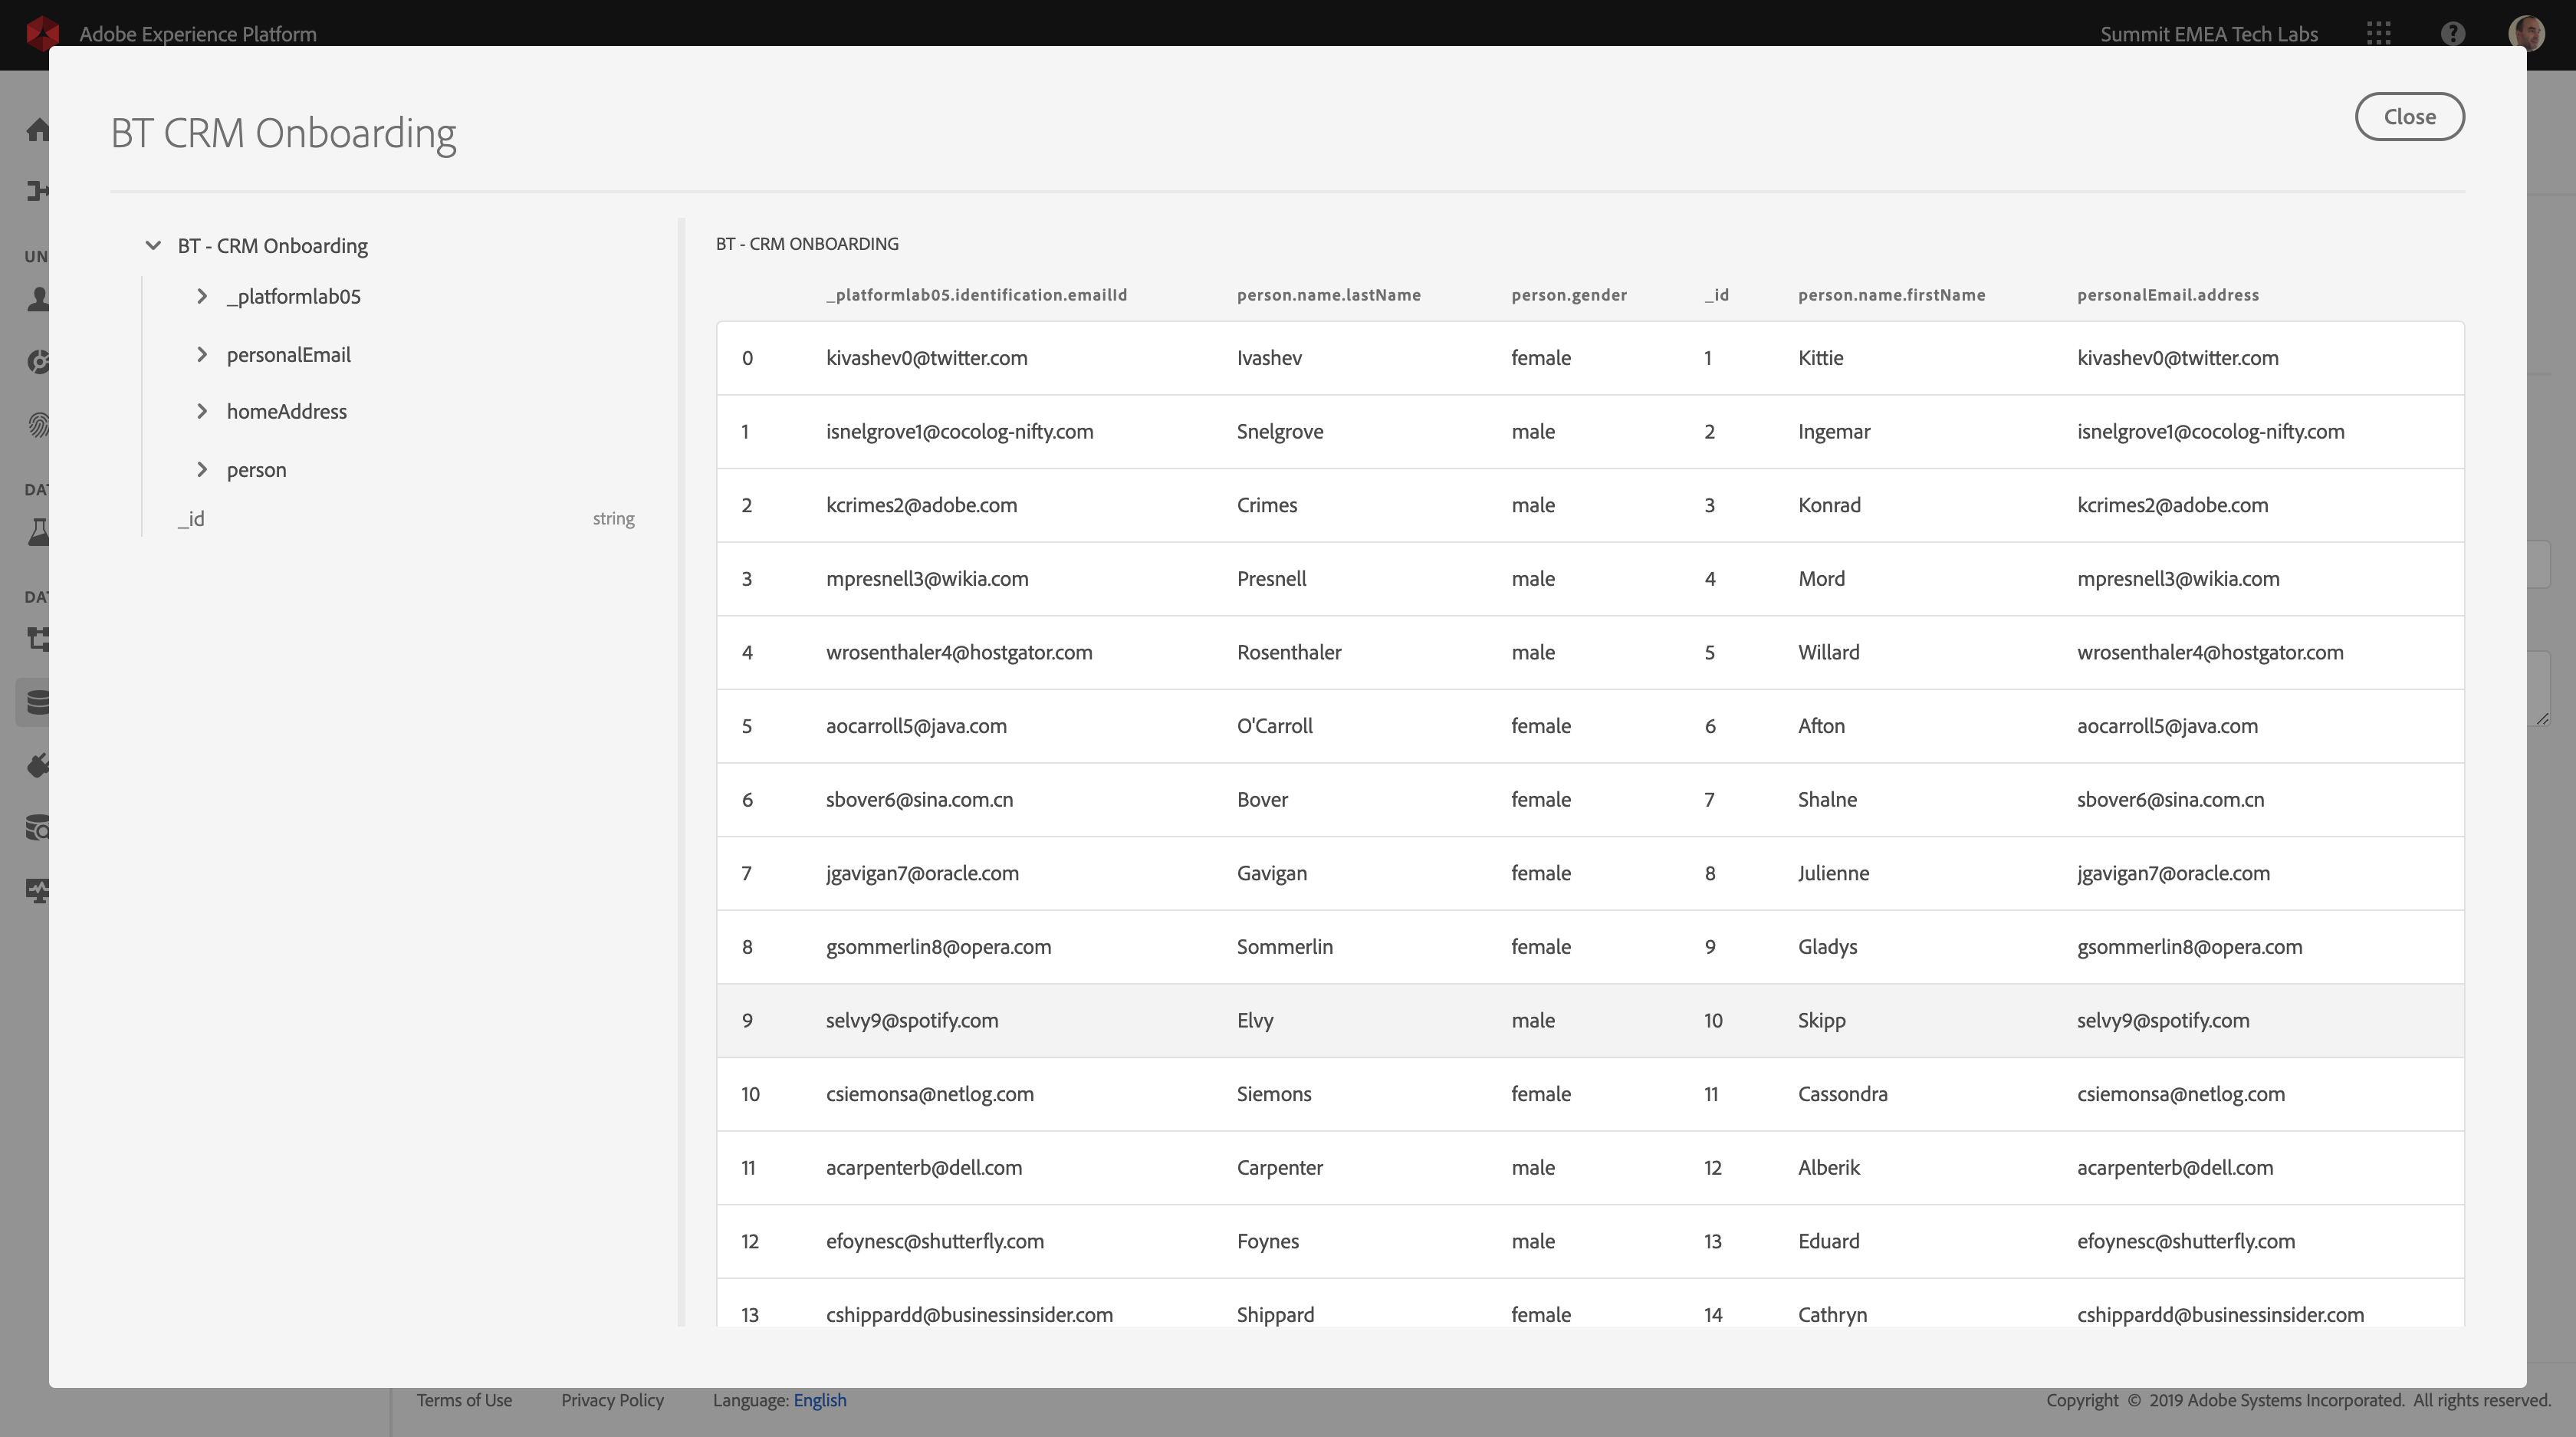 Adobe Experience Platform
Summit EMEA Tech Labs
BT CRM Onboarding
Close
UN
DAT
DAT
BT - CRM Onboarding
_platformlab05
personalEmail
homeAddress
person
_id string
BT - CRM ONBOARDING
_platformlab05.identification.emailId person.name.lastName person.gender _id person.name.firstName personalEmail.address
0 kivashev0@twitter.com Ivashev female 1 Kittie kivashev0@twitter.com
1 isnelgrove1@cocolog-nifty.com Snelgrove male 2 Ingemar isnelgrove1@cocolog-nifty.com
2 kcrimes2@adobe.com Crimes male 3 Konrad kcrimes2@adobe.com
3 mpresnell3@wikia.com Presnell male 4 Mord mpresnell3@wikia.com
4 wrosenthaler4@hostgator.com Rosenthaler male 5 Willard wrosenthaler4@hostgator.com
5 aocarroll5@java.com O'Carroll female 6 Afton aocarroll5@java.com
6 sbover6@sina.com.cn Bover female 7 Shalne sbover6@sina.com.cn
7 jgavigan7@oracle.com Gavigan female 8 Julienne jgavigan7@oracle.com
8 gsommerlin8@opera.com Sommerlin female 9 Gladys gsommerlin8@opera.com
9 selvy9@spotify.com Elvy male 10 Skipp selvy9@spotify.com
10 csiemonsa@netlog.com Siemons female 11 Cassondra csiemonsa@netlog.com
11 acarpenterb@dell.com Carpenter male 12 Alberik acarpenterb@dell.com
12 efoynesc@shutterfly.com Foynes male 13 Eduard efoynesc@shutterfly.com
13 cshippardd@businessinsider.com Shippard female 14 Cathryn cshippardd@businessinsider.com
Terms of Use Privacy Policy Language: English Copyright © 2019 Adobe Systems Incorporated. All rights reserved.